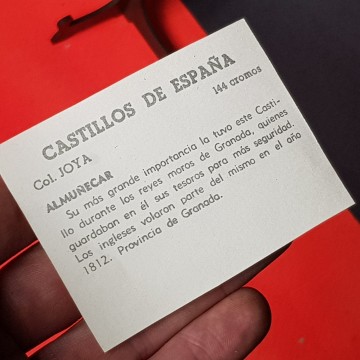 CASTILLOS DE ESPAÑA
Col. JOYA
144 cromos
ALMUÑECAR
Su más grande importancia la tuvo este Casti-
llo durante los reyes moros de Granada, quienes
guardaban en él sus tesoros para más seguridad.
Los ingleses volaron parte del mismo en el año
1812. Provincia de Granada.